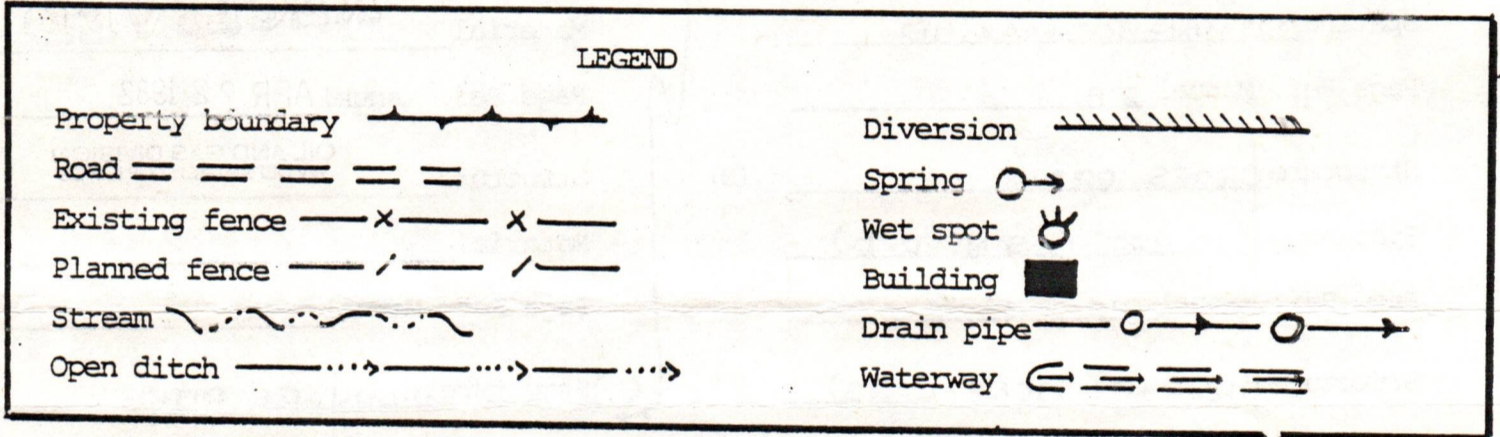 LEGEND
Property boundary
Road
Existing fence
Planned fence
Stream
Open ditch
Diversion
Spring
Wet spot
Building
Drain pipe
Waterway